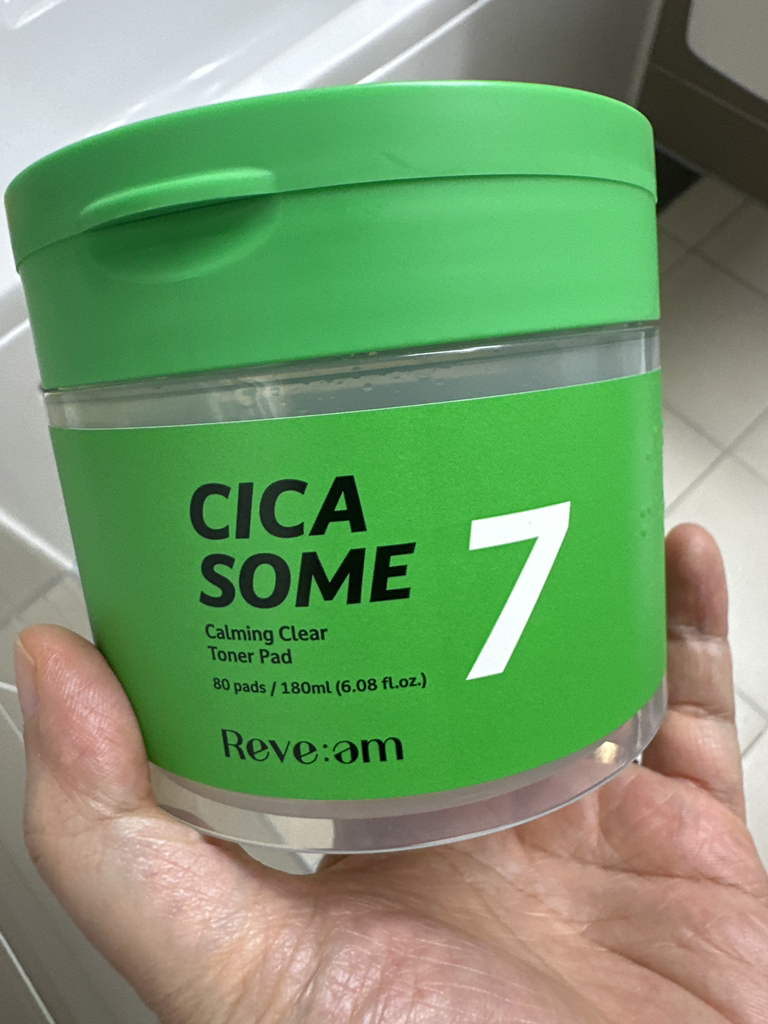 CICA
SOME
7
Calming Clear
Toner Pad
80 pads / 180ml (6.08 fl.oz.)
Reve:am